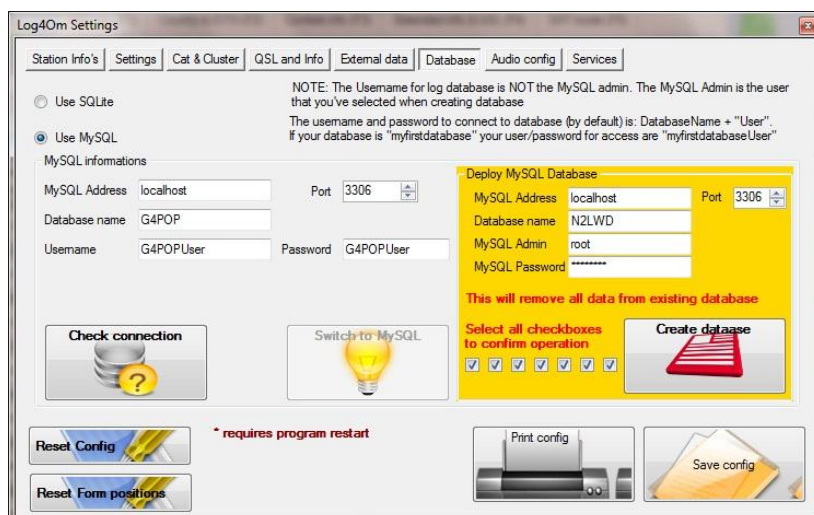 Log4Om Settings
Station Info's Settings Cat & Cluster QSL and Info External data Database Audio config Services
Use SQLite
NOTE: The Username for log database is NOT the MySQL admin. The MySQL Admin is the user
that you've selected when creating database
The username and password to connect to database (by default) is: DatabaseName + "User".
Use MySQL
If your database is "myfirstdatabase" your user/password for access are "myfirstdatabaseUser"
MySQL informations
MySQL Address localhost Port 3306
Database name G4POP
Username G4POPUser Password G4POPUser
Deploy MySQL Database
MySQL Address localhost Port 3306
Database name N2LWD
MySQL Admin root
MySQL Password ********
This will remove all data from existing database
Select all checkboxes
to confirm operation
Create dataase
Check connection
Switch to MySQL
Reset Config
* requires program restart
Print config
Save config
Reset Form positions